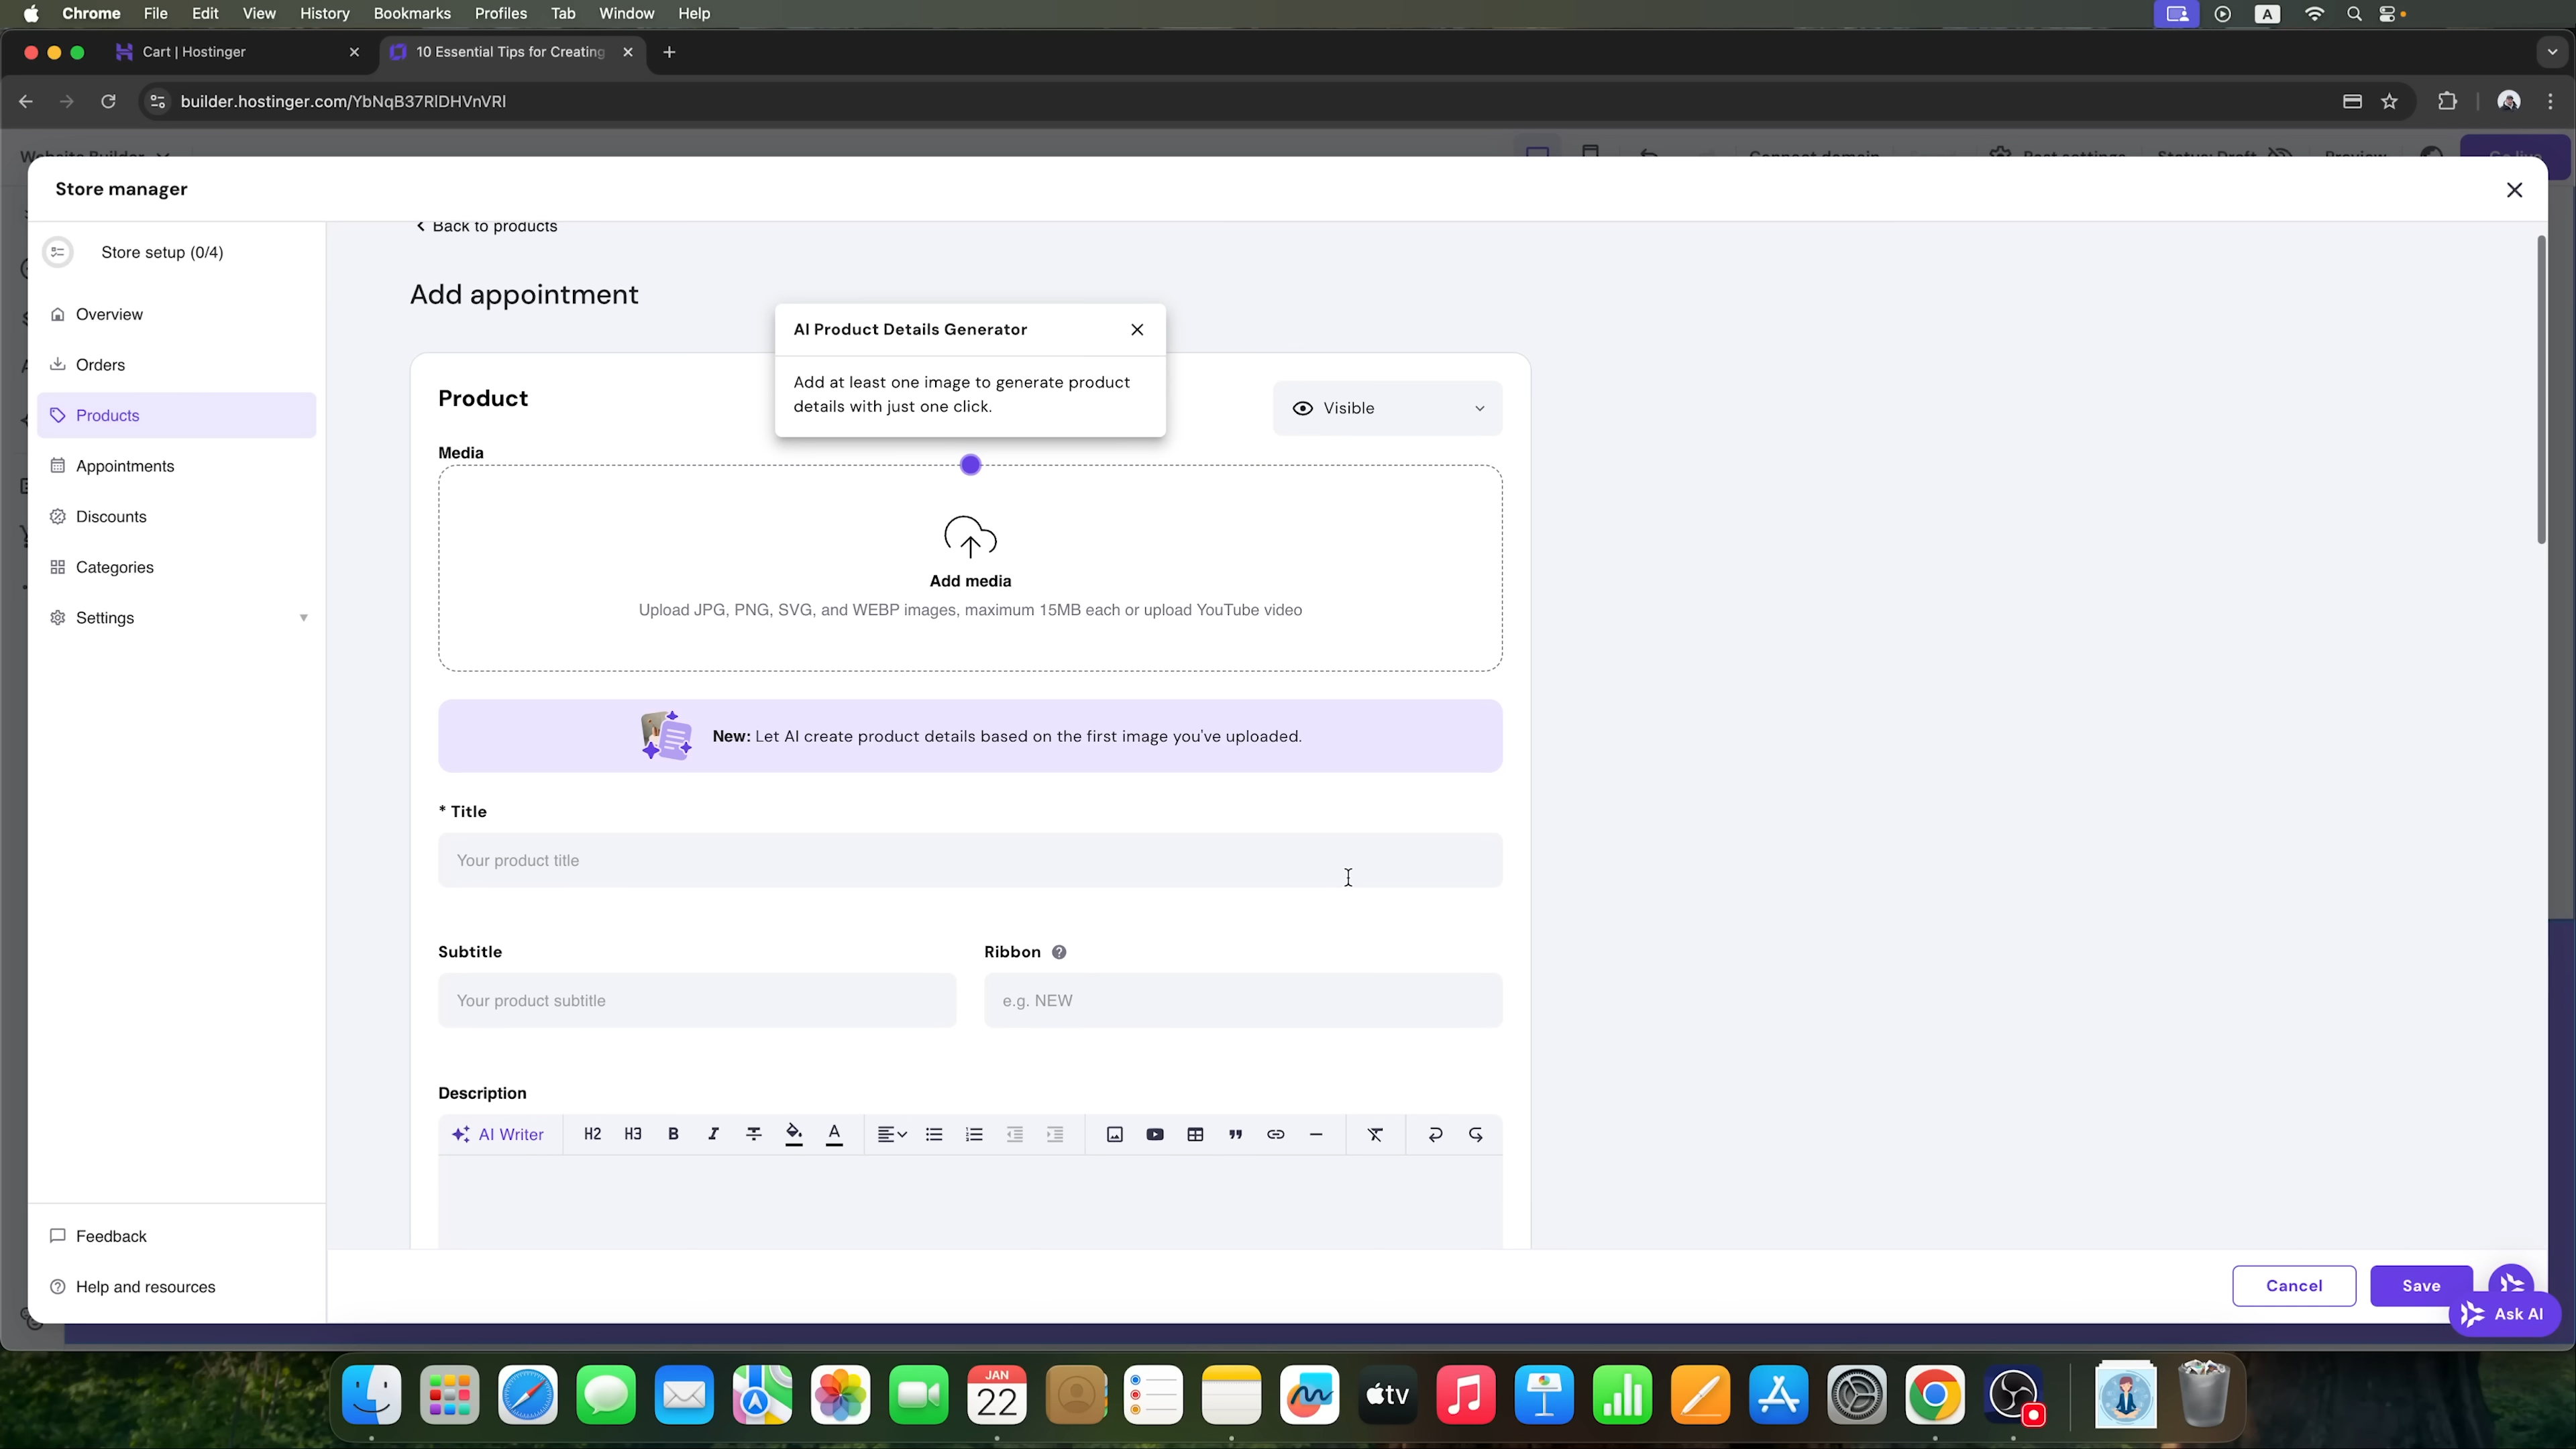 Chrome File Edit View History Bookmarks Profiles Tab Window Help A
Cart | Hostinger
10 Essential Tips for Creating
builder.hostinger.com/YbNqB37RlDHVnVRl
Store manager
Store setup (0/4)
Overview
Orders
Products
Appointments
Discounts
Categories
Settings
Feedback
Help and resources
Back to products
Add appointment
AI Product Details Generator
Add at least one image to generate product
details with just one click.
Product
Visible
Media
Add media
Upload JPG, PNG, SVG, and WEBP images, maximum 15MB each or upload YouTube video
New: Let AI create product details based on the first image you've uploaded.
* Title
Your product title
Subtitle
Ribbon
Your product subtitle
e.g. NEW
Description
AI Writer H2 H3 B I A
Cancel
Save
Ask AI
JAN
22
tv